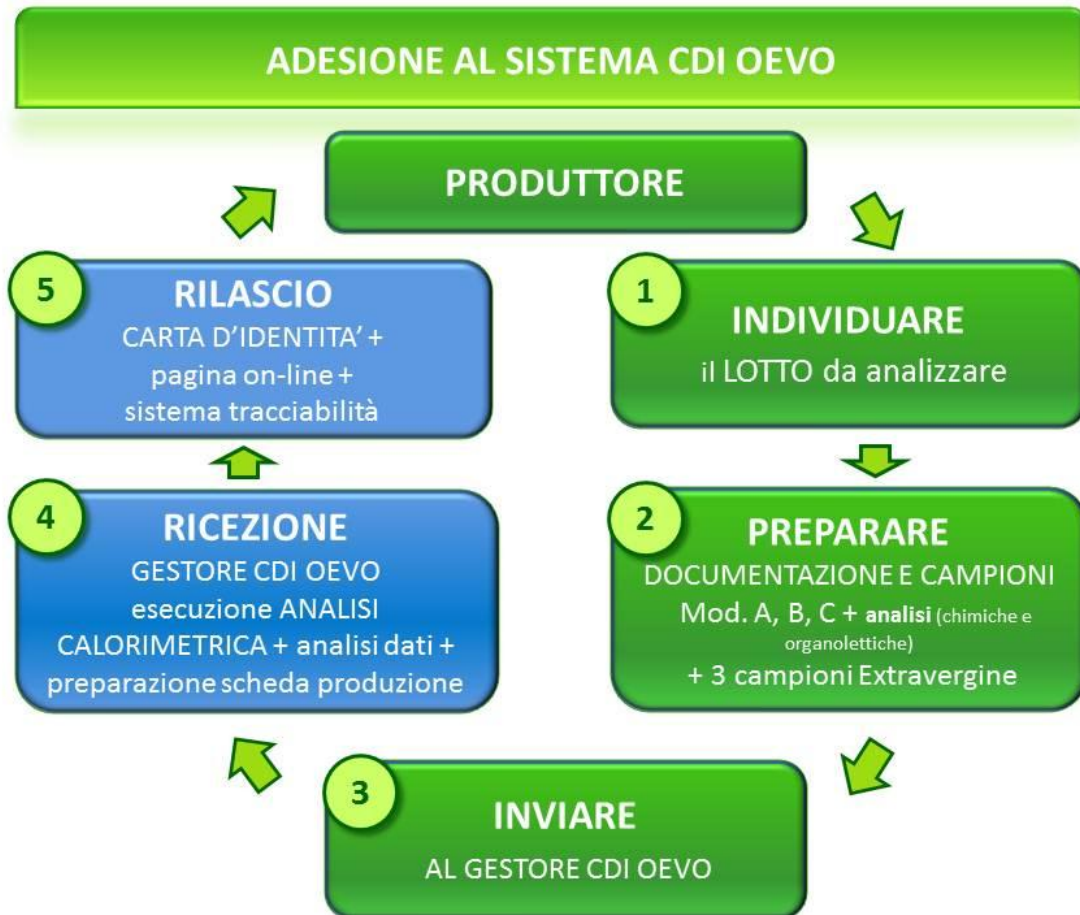 ADESIONE AL SISTEMA CDI OEVO
PRODUTTORE
1
INDIVIDUARE
il LOTTO da analizzare
2
PREPARARE
DOCUMENTAZIONE E CAMPIONI
Mod. A, B, C + analisi (chimiche e
organolettiche)
+ 3 campioni Extravergine
3
INVIARE
AL GESTORE CDI OEVO
4
RICEZIONE
GESTORE CDI OEVO
esecuzione ANALISI
CALORIMETRICA + analisi dati +
preparazione scheda produzione
5
RILASCIO
CARTA D’IDENTITA’ +
pagina on-line +
sistema tracciabilità